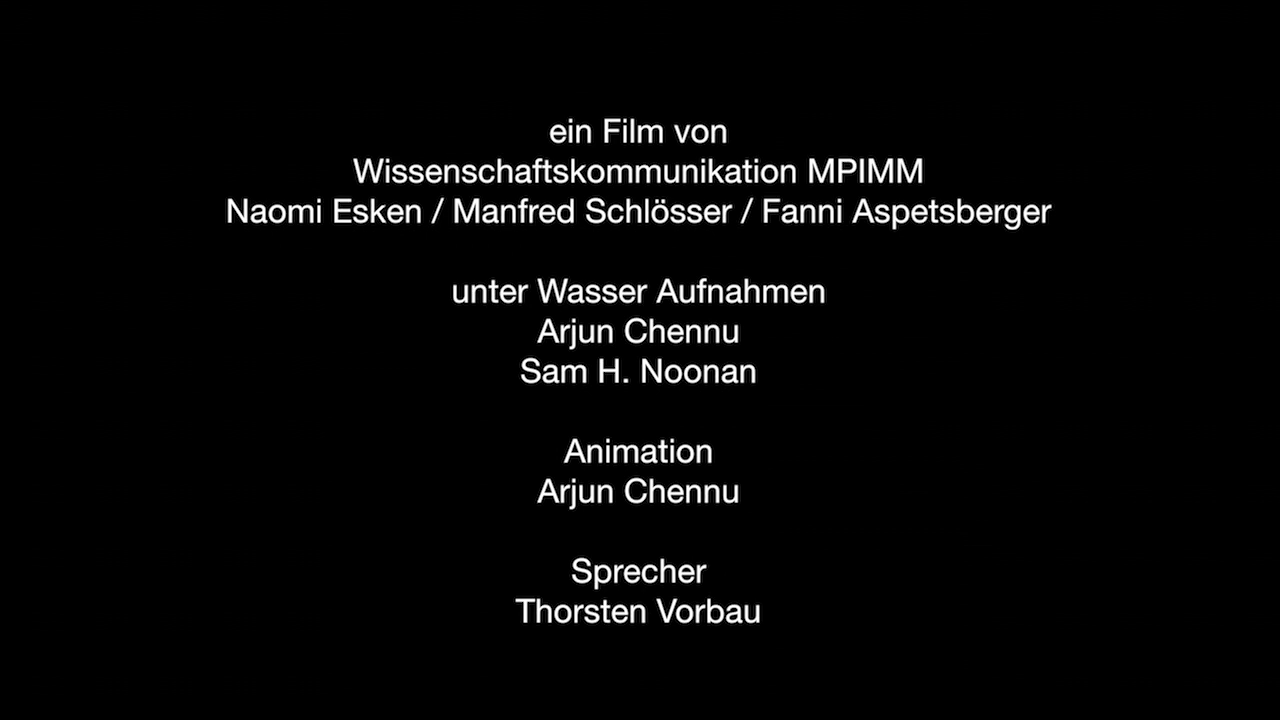 ein Film von
Wissenschaftskommunikation MPIMM
Naomi Esken / Manfred Schlösser / Fanni Aspetsberger
unter Wasser Aufnahmen
Arjun Chennu
Sam H. Noonan
Animation
Arjun Chennu
Sprecher
Thorsten Vorbau